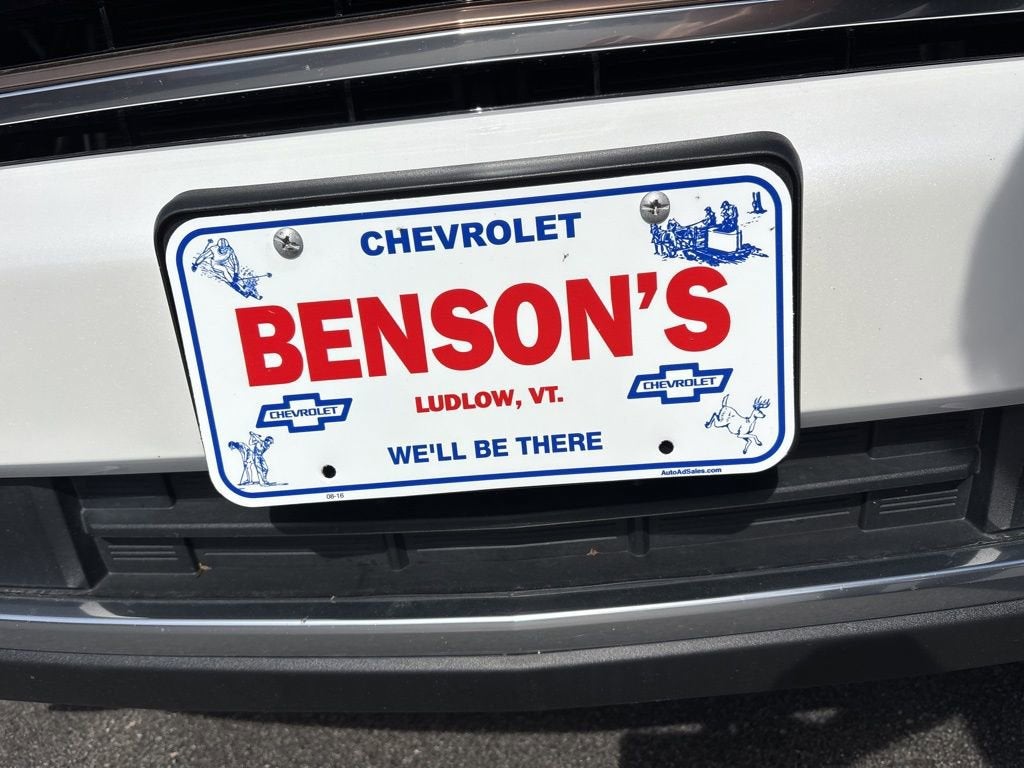 CHEVROLET
BENSON'S
LUDLOW, VT.
CHEVROLET
CHEVROLET
WE'LL BE THERE
08-16
AutoAdSales.com